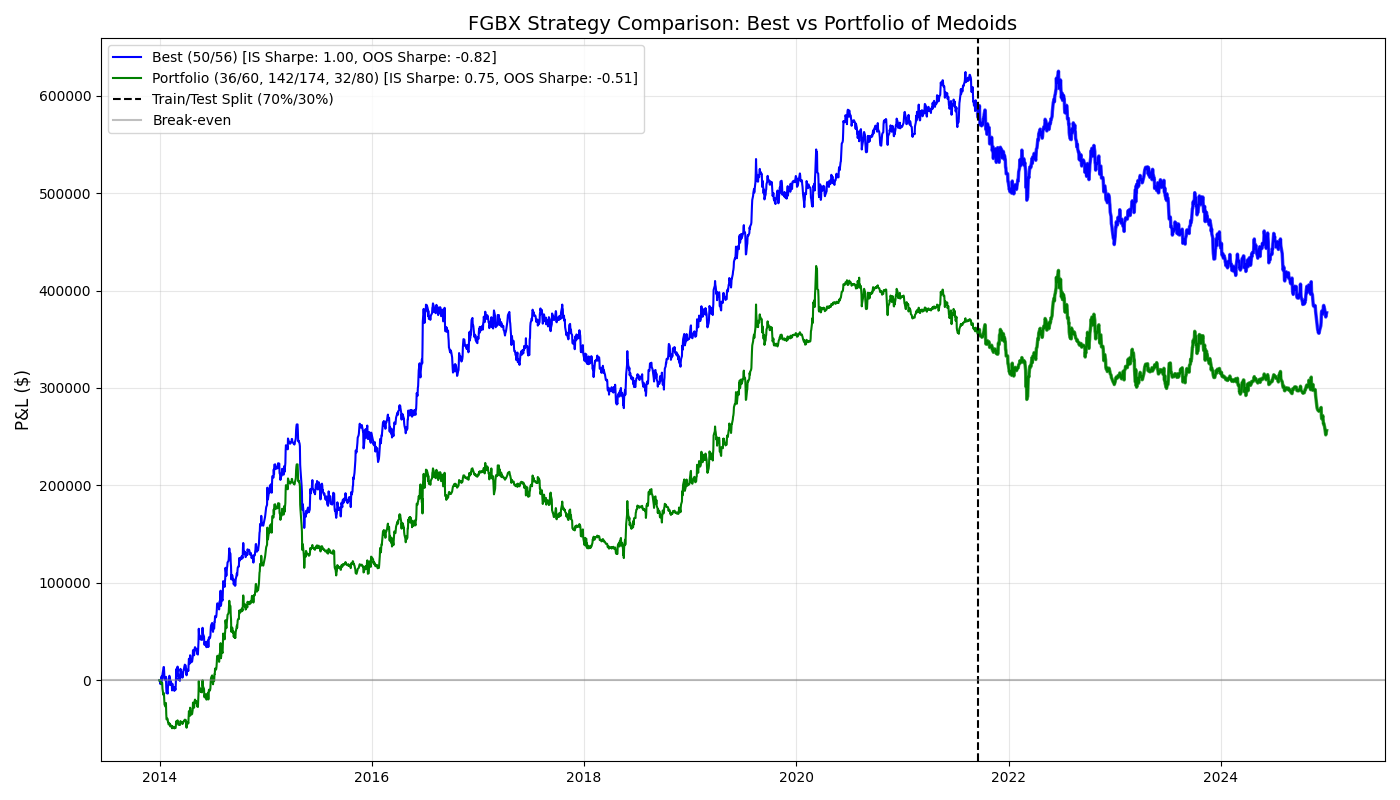 FGBX Strategy Comparison: Best vs Portfolio of Medoids
Best (50/56) [IS Sharpe: 1.00, OOS Sharpe: -0.82]
Portfolio (36/60, 142/174, 32/80) [IS Sharpe: 0.75, OOS Sharpe: -0.51]
Train/Test Split (70%/30%)
Break-even
P&L ($)
600000
500000
400000
300000
200000
100000
0
2014 2016 2018 2020 2022 2024